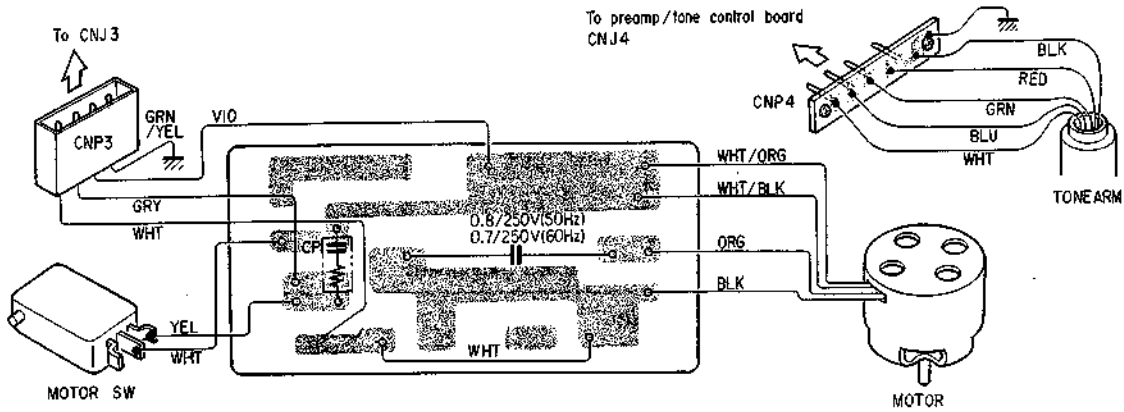 To preamp/tone control board
CNJ4
To CNJ3
BLK
RED
CNP4
GRN
GRN
/YEL
CNP3
VIO
BLU
WHT
WHT/ORG
TONEARM
WHT/BLK
GRY
0.8/250V(50Hz)
WHT
0.7/250V(60Hz)
CP
ORG
BLK
YEL
WHT
WHT
MOTOR SW
MOTOR